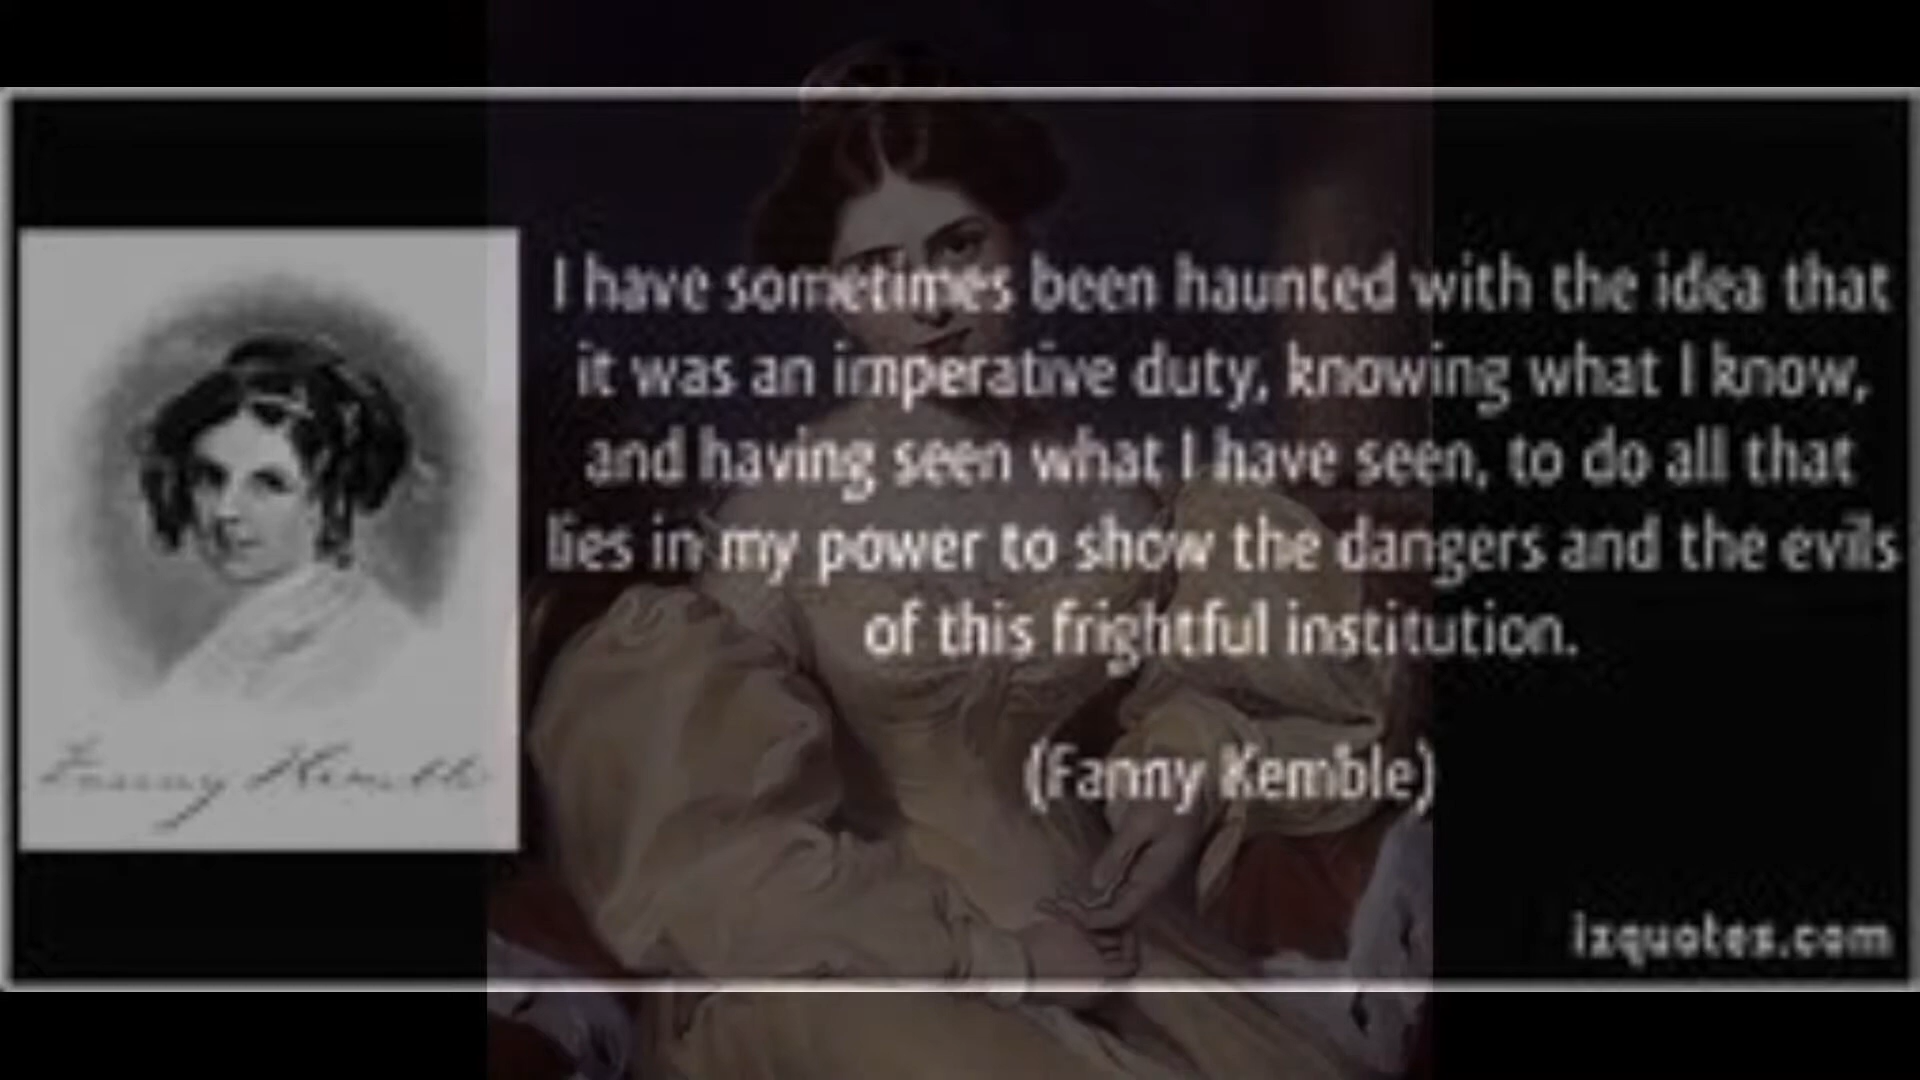 I have sometimes been haunted with the idea that
it was an imperative duty, knowing what I know,
and having seen what I have seen, to do all that
lies in my power to show the dangers and the evils
of this frightful institution.
(Fanny Kemble)
Fanny Kemble
izquotes.com